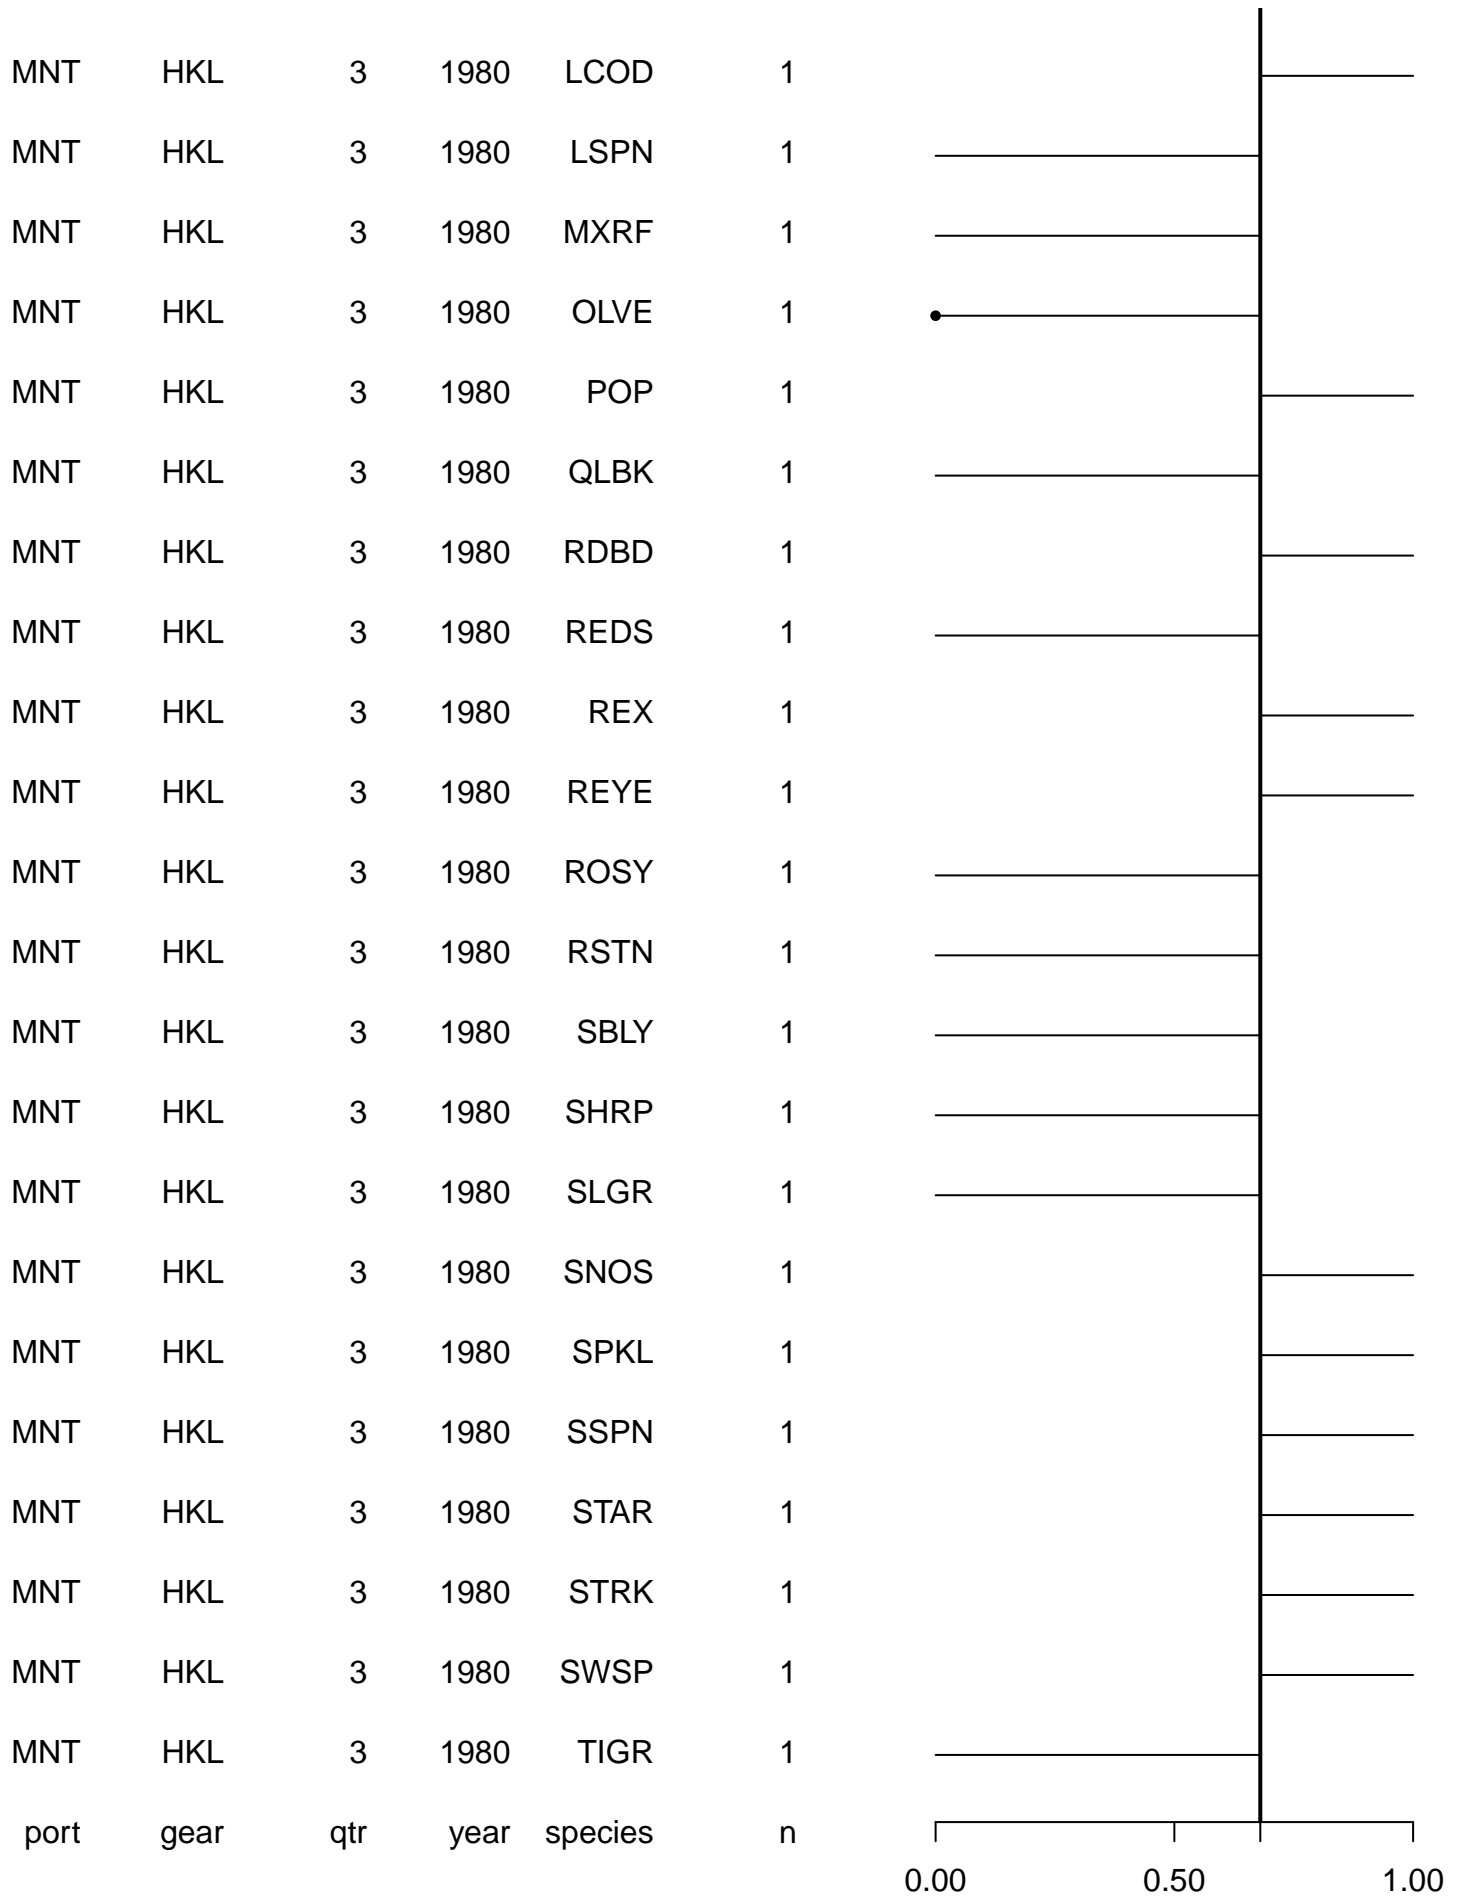 MNT HKL 3 1980 LCOD 1
MNT HKL 3 1980 LSPN 1
MNT HKL 3 1980 MXRF 1
MNT HKL 3 1980 OLVE 1
MNT HKL 3 1980 POP 1
MNT HKL 3 1980 QLBK 1
MNT HKL 3 1980 RDBD 1
MNT HKL 3 1980 REDS 1
MNT HKL 3 1980 REX 1
MNT HKL 3 1980 REYE 1
MNT HKL 3 1980 ROSY 1
MNT HKL 3 1980 RSTN 1
MNT HKL 3 1980 SBLY 1
MNT HKL 3 1980 SHRP 1
MNT HKL 3 1980 SLGR 1
MNT HKL 3 1980 SNOS 1
MNT HKL 3 1980 SPKL 1
MNT HKL 3 1980 SSPN 1
MNT HKL 3 1980 STAR 1
MNT HKL 3 1980 STRK 1
MNT HKL 3 1980 SWSP 1
MNT HKL 3 1980 TIGR 1
port gear qtr year species n
0.00 0.50 1.00